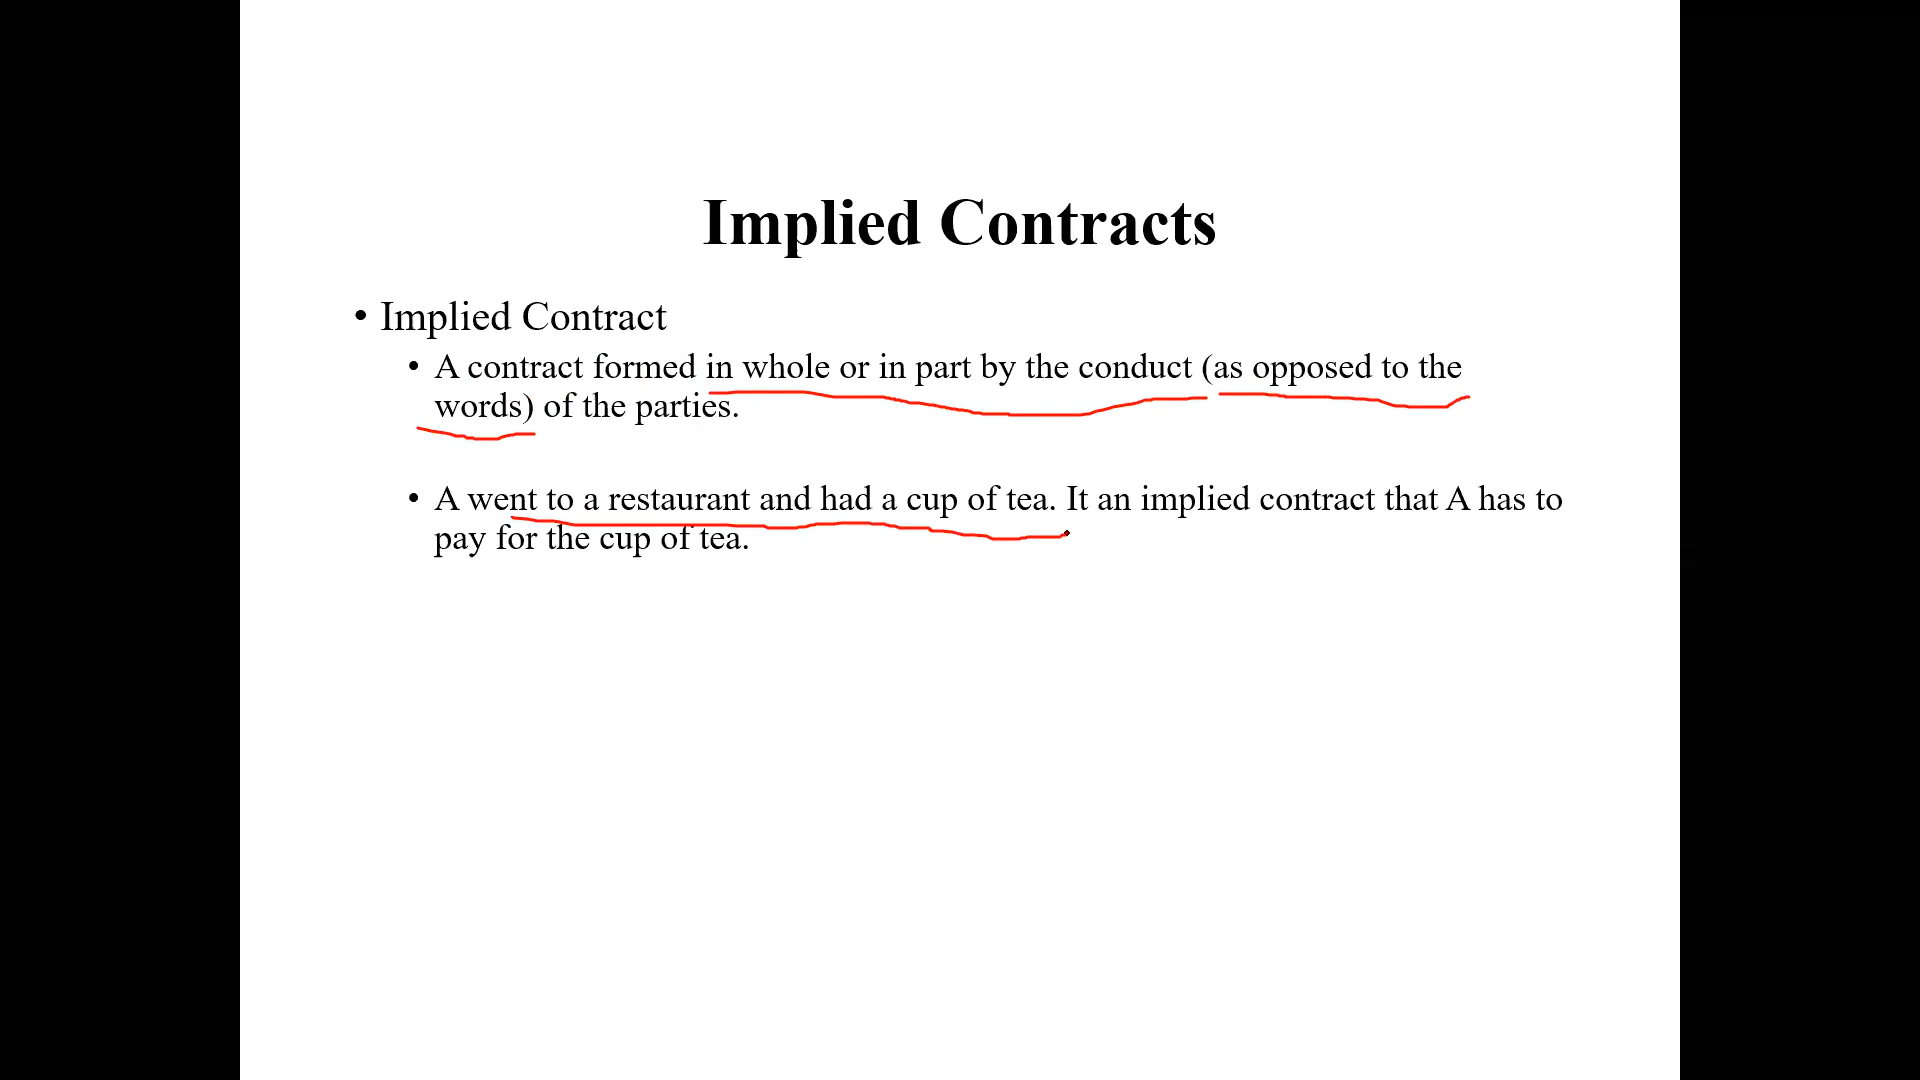 Implied Contracts
• Implied Contract
• A contract formed in whole or in part by the conduct (as opposed to the
words) of the parties.
• A went to a restaurant and had a cup of tea. It an implied contract that A has to
pay for the cup of tea.